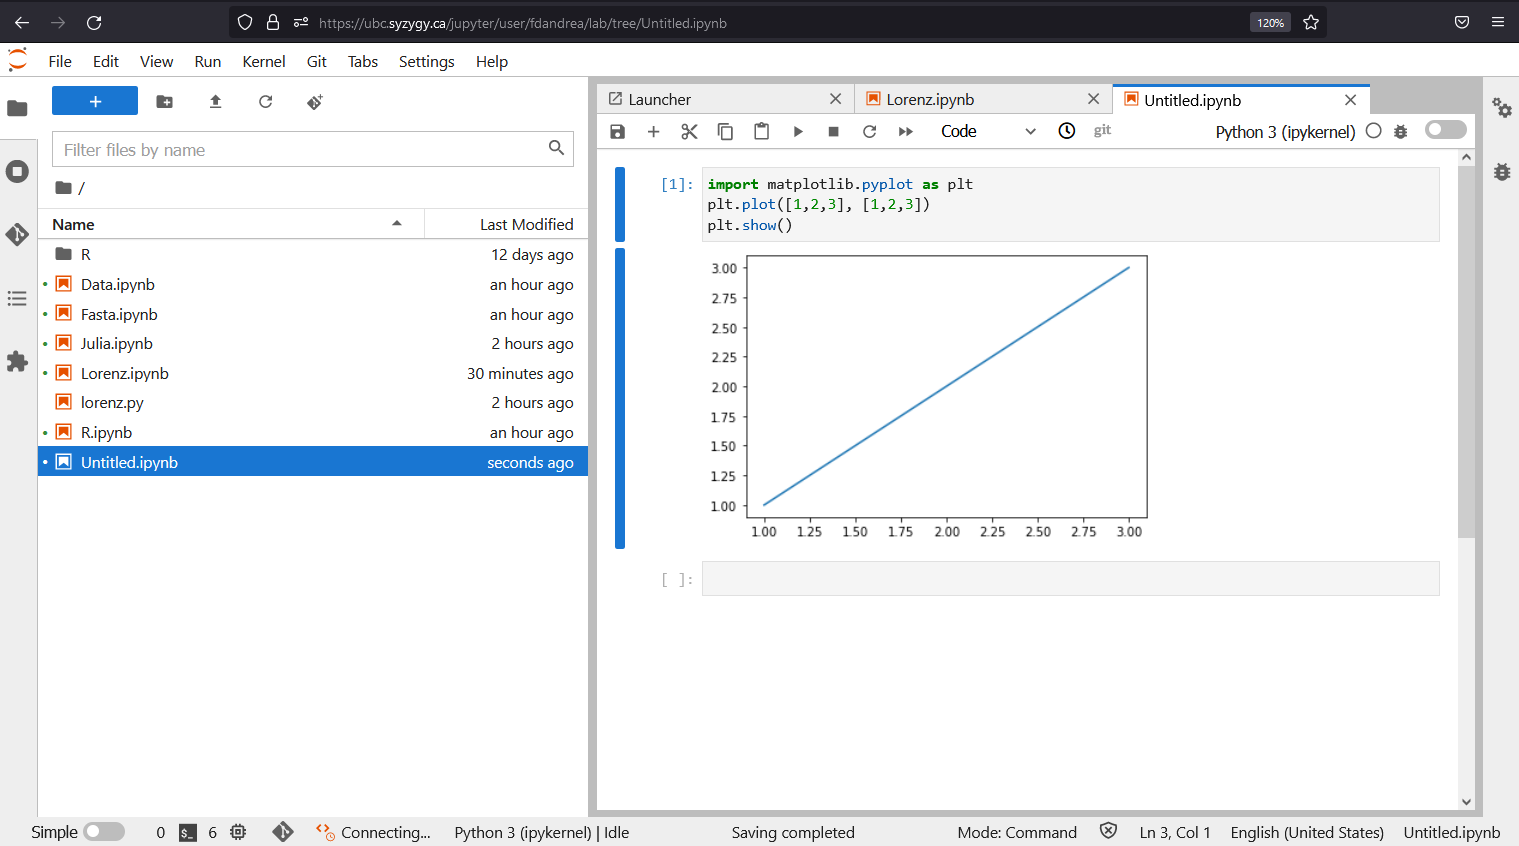 https://ubc.syzygy.ca/jupyter/user/fdandrea/lab/tree/Untitled.ipynb 120%
File Edit View Run Kernel Git Tabs Settings Help
+
Launcher Lorenz.ipynb Untitled.ipynb
Filter files by name
Code git Python 3 (ipykernel)
/
Name Last Modified
R 12 days ago
Data.ipynb an hour ago
Fasta.ipynb an hour ago
Julia.ipynb 2 hours ago
Lorenz.ipynb 30 minutes ago
lorenz.py 2 hours ago
R.ipynb an hour ago
Untitled.ipynb seconds ago
[1]: import matplotlib.pyplot as plt
plt.plot([1,2,3], [1,2,3])
plt.show()
3.00
2.75
2.50
2.25
2.00
1.75
1.50
1.25
1.00
1.00 1.25 1.50 1.75 2.00 2.25 2.50 2.75 3.00
[ ]:
Simple 0 $_ 6 Connecting... Python 3 (ipykernel) | Idle Saving completed Mode: Command Ln 3, Col 1 English (United States) Untitled.ipynb